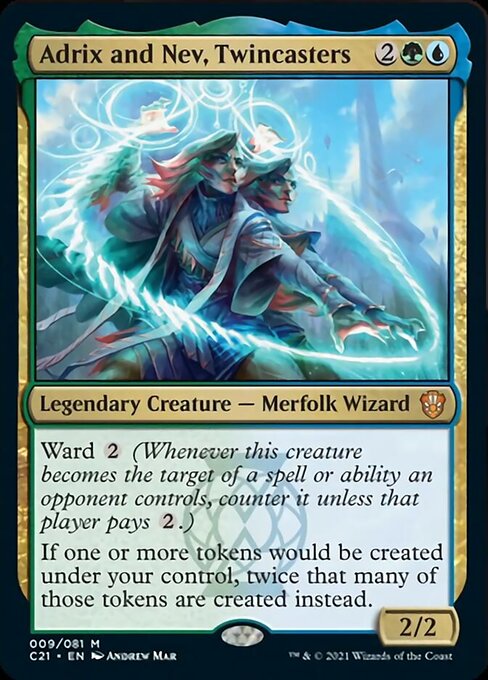 Adrix and Nev, Twincasters 2
Legendary Creature — Merfolk Wizard
Ward 2 (Whenever this creature
becomes the target of a spell or ability an
opponent controls, counter it unless that
player pays 2.)
If one or more tokens would be created
under your control, twice that many of
those tokens are created instead.
2/2
009/081 M
C21 • EN Andrew Mar
™ & © 2021 Wizards of the Coast